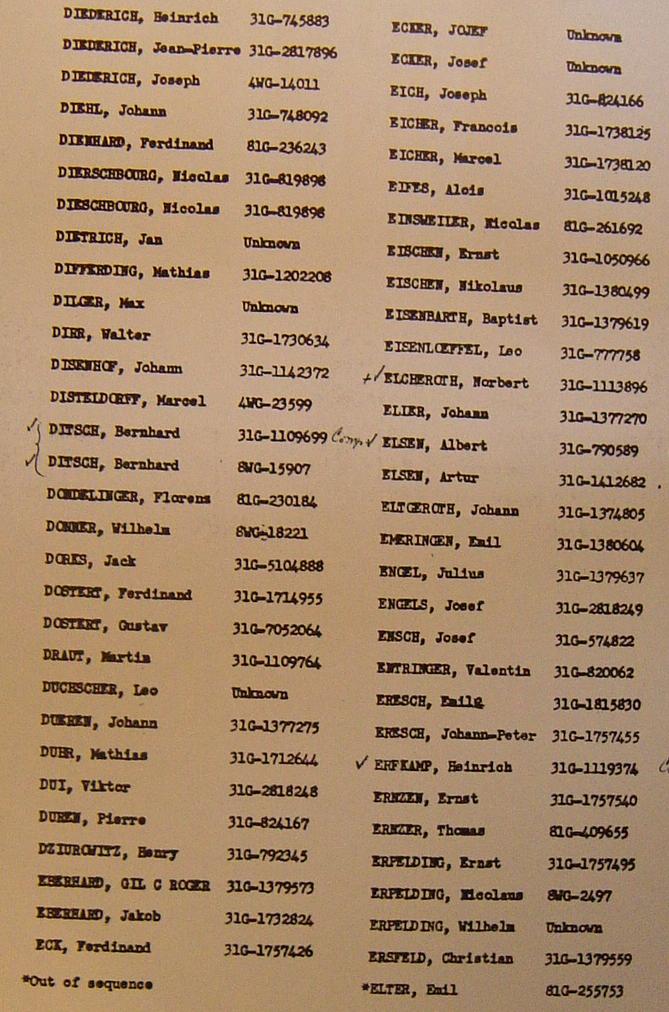 DIEDERICH, Heinrich 31G-745883
DIEDERICH, Jean-Pierre 31G-2817896
DIEDERICH, Joseph 4WG-14011
DIEHL, Johann 31G-748092
DIENHARD, Ferdinand 81G-236243
DIERSCHBOURG, Nicolas 31G-819898
DIESCHBOURG, Nicolas 31G-819898
DIETRICH, Jan Unknown
DIFFERDING, Mathias 31G-1202208
DILGER, Max Unknown
DIRR, Walter 31G-1730634
DISENHOF, Johann 31G-1142372
DISTELDORFF, Marcel 4WG-23599
✓ DITSCH, Bernhard 31G-1109699 Comp.
✓ DITSCH, Bernhard 8WG-15907
DONDELINGER, Florens 81G-230184
DONNER, Wilhelm 8WG-18221
DORKS, Jack 31G-5104888
DOSTERT, Ferdinand 31G-1714955
DOSTERT, Gustav 31G-7052064
DRAUT, Martin 31G-1109764
DUCHSCHER, Leo Unknown
DUEREN, Johann 31G-1377275
DUHR, Mathias 31G-1712644
DUI, Viktor 31G-2818248
DUREN, Pierre 31G-824167
DZIUROWITZ, Henry 31G-792345
EBERHARD, GIL C ROGER 31G-1379573
EBERHARD, Jakob 31G-1732824
ECK, Ferdinand 31G-1757426
*Out of sequence
ECKER, JOJEF Unknown
ECKER, Josef Unknown
EICH, Joseph 31G-824166
EICHER, Francois 31G-1738125
EICHER, Marcel 31G-1738120
EIFES, Alois 31G-1015248
EINSWEILER, Nicolas 81G-261692
EISCHEN, Ernst 31G-1050966
EISCHEN, Nikolaus 31G-1380499
EISENBARTH, Baptist 31G-1379619
EISENLOEFFEL, Leo 31G-777758
+✓ ELCHEROTH, Norbert 31G-1113896
ELIER, Johann 31G-1377270
✓ ELSEN, Albert 31G-790589
ELSEN, Artur 31G-1412682
ELTGEROTH, Johann 31G-1374805
EMERINGEN, Emil 31G-1380604
ENGEL, Julius 31G-1379637
ENGELS, Josef 31G-2818249
ENSCH, Josef 31G-574822
ENTRINGER, Valentin 31G-820062
ERESCH, Emile 31G-1815830
ERESCH, Johann-Peter 31G-1757455
✓ ERFKAMP, Heinrich 31G-1119374
ERNZEN, Ernst 31G-1757540
ERNZER, Thomas 81G-409655
ERPELDING, Ernst 31G-1757495
ERPELDING, Nicolaus 8WG-2497
ERPELDING, Wilhelm Unknown
ERSFELD, Christian 31G-1379559
*ELTER, Emil 81G-255753